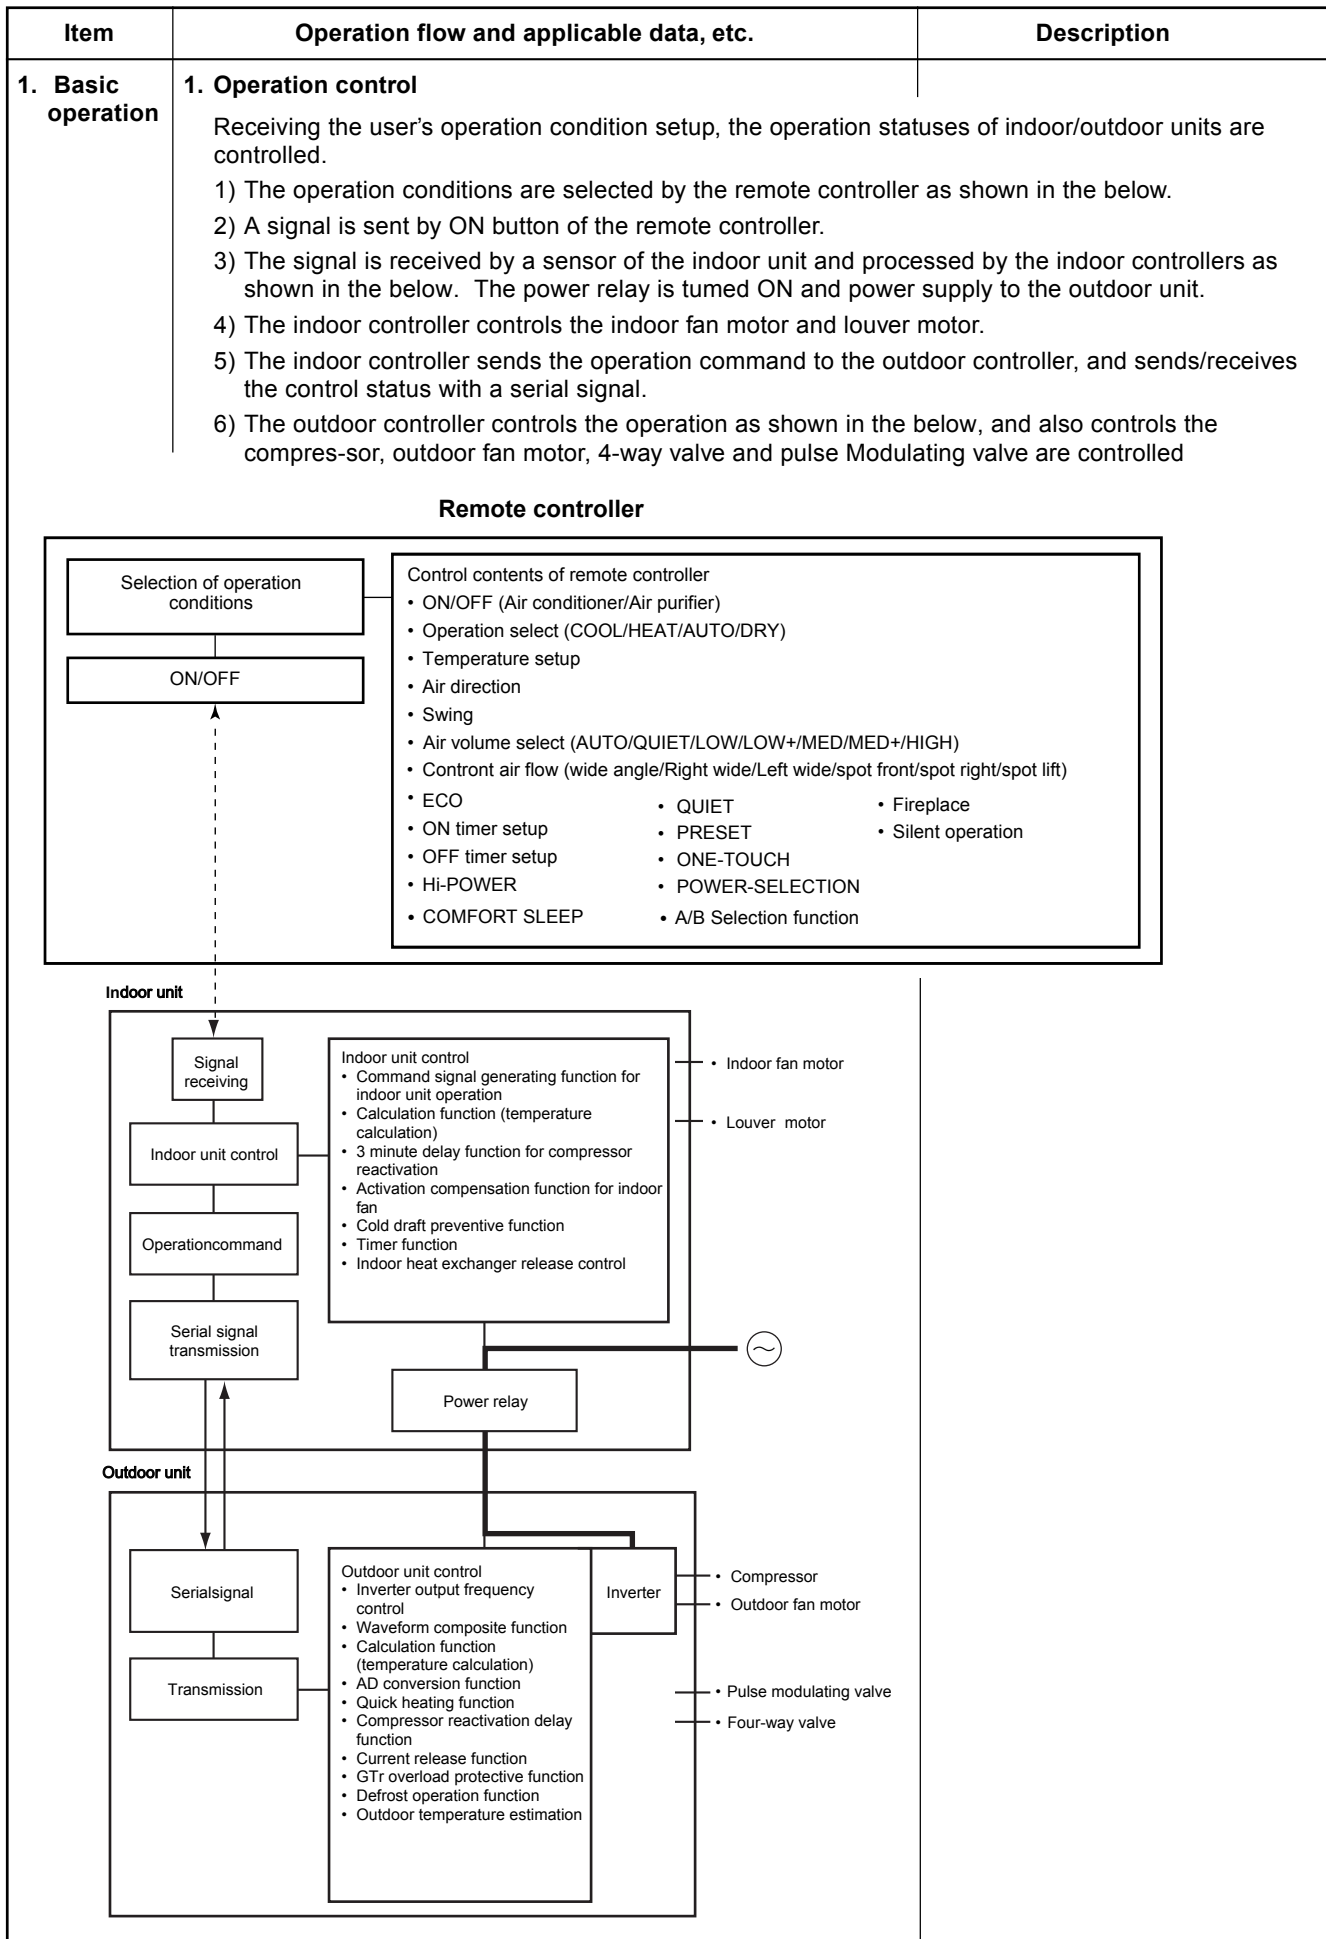 Item
Operation flow and applicable data, etc.
Description
1. Basic
operation
1. Operation control
Receiving the user's operation condition setup, the operation statuses of indoor/outdoor units are
controlled.
1) The operation conditions are selected by the remote controller as shown in the below.
2) A signal is sent by ON button of the remote controller.
3) The signal is received by a sensor of the indoor unit and processed by the indoor controllers as
shown in the below. The power relay is tumed ON and power supply to the outdoor unit.
4) The indoor controller controls the indoor fan motor and louver motor.
5) The indoor controller sends the operation command to the outdoor controller, and sends/receives
the control status with a serial signal.
6) The outdoor controller controls the operation as shown in the below, and also controls the
compres-sor, outdoor fan motor, 4-way valve and pulse Modulating valve are controlled
Remote controller
Selection of operation
conditions
ON/OFF
Control contents of remote controller
• ON/OFF (Air conditioner/Air purifier)
• Operation select (COOL/HEAT/AUTO/DRY)
• Temperature setup
• Air direction
• Swing
• Air volume select (AUTO/QUIET/LOW/LOW+/MED/MED+/HIGH)
• Contront air flow (wide angle/Right wide/Left wide/spot front/spot right/spot lift)
• ECO
• ON timer setup
• OFF timer setup
• Hi-POWER
• COMFORT SLEEP
• QUIET
• PRESET
• ONE-TOUCH
• POWER-SELECTION
• A/B Selection function
• Fireplace
• Silent operation
Indoor unit
Signal
receiving
Indoor unit control
Operationcommand
Serial signal
transmission
Indoor unit control
• Command signal generating function for
indoor unit operation
• Calculation function (temperature
calculation)
• 3 minute delay function for compressor
reactivation
• Activation compensation function for indoor
fan
• Cold draft preventive function
• Timer function
• Indoor heat exchanger release control
• Indoor fan motor
• Louver motor
Power relay
Outdoor unit
Serialsignal
Transmission
Outdoor unit control
• Inverter output frequency
control
• Waveform composite function
• Calculation function
(temperature calculation)
• AD conversion function
• Quick heating function
• Compressor reactivation delay
function
• Current release function
• GTr overload protective function
• Defrost operation function
• Outdoor temperature estimation
Inverter
• Compressor
• Outdoor fan motor
• Pulse modulating valve
• Four-way valve